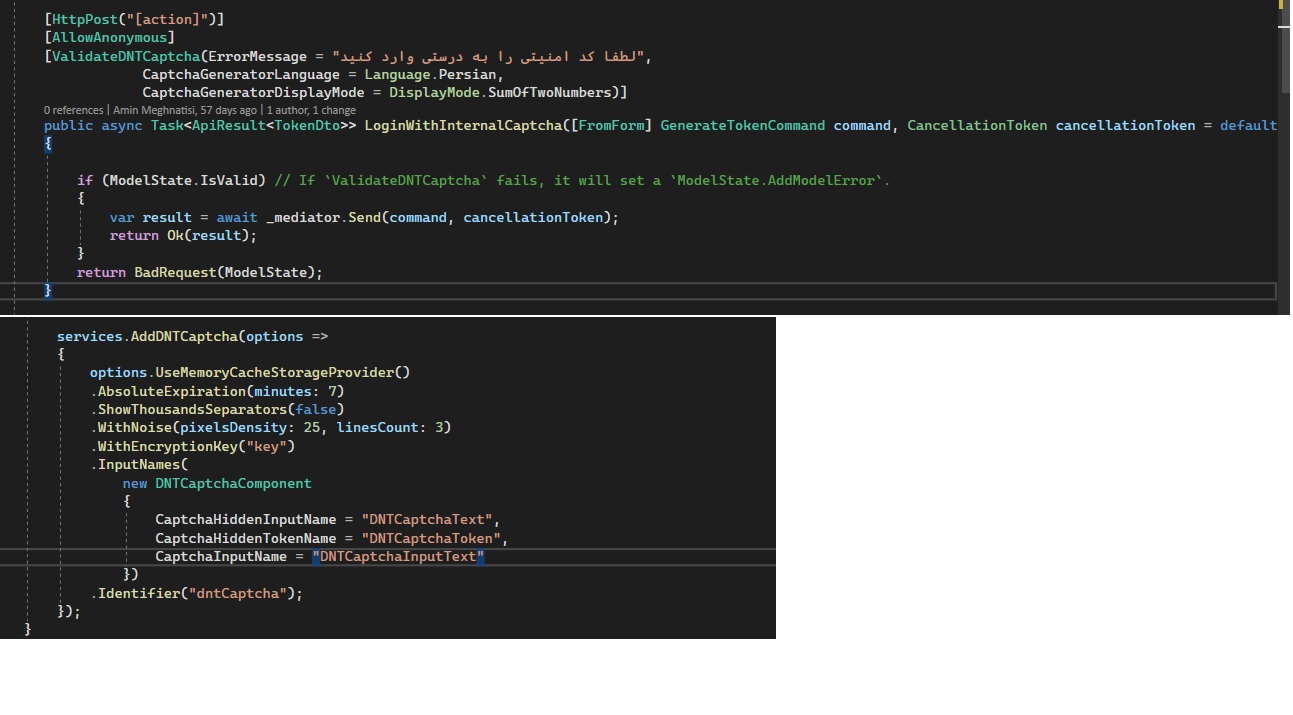 [HttpPost("[action]")]
[AllowAnonymous]
[ValidateDNTCaptcha(ErrorMessage = "لطفا کد امنیتی را به درستی وارد کنید",
CaptchaGeneratorLanguage = Language.Persian,
CaptchaGeneratorDisplayMode = DisplayMode.SumOfTwoNumbers)]
0 references | Amin Meghnatisi, 57 days ago | 1 author, 1 change
public async Task<ApiResult<TokenDto>> LoginWithInternalCaptcha([FromForm] GenerateTokenCommand command, CancellationToken cancellationToken = default
{
if (ModelState.IsValid) // If `ValidateDNTCaptcha` fails, it will set a `ModelState.AddModelError`.
{
var result = await _mediator.Send(command, cancellationToken);
return Ok(result);
}
return BadRequest(ModelState);
}
services.AddDNTCaptcha(options =>
{
options.UseMemoryCacheStorageProvider()
.AbsoluteExpiration(minutes: 7)
.ShowThousandsSeparators(false)
.WithNoise(pixelsDensity: 25, linesCount: 3)
.WithEncryptionKey("key")
.InputNames(
new DNTCaptchaComponent
{
CaptchaHiddenInputName = "DNTCaptchaText",
CaptchaHiddenTokenName = "DNTCaptchaToken",
CaptchaInputName = "DNTCaptchaInputText"
})
.Identifier("dntCaptcha");
});
}